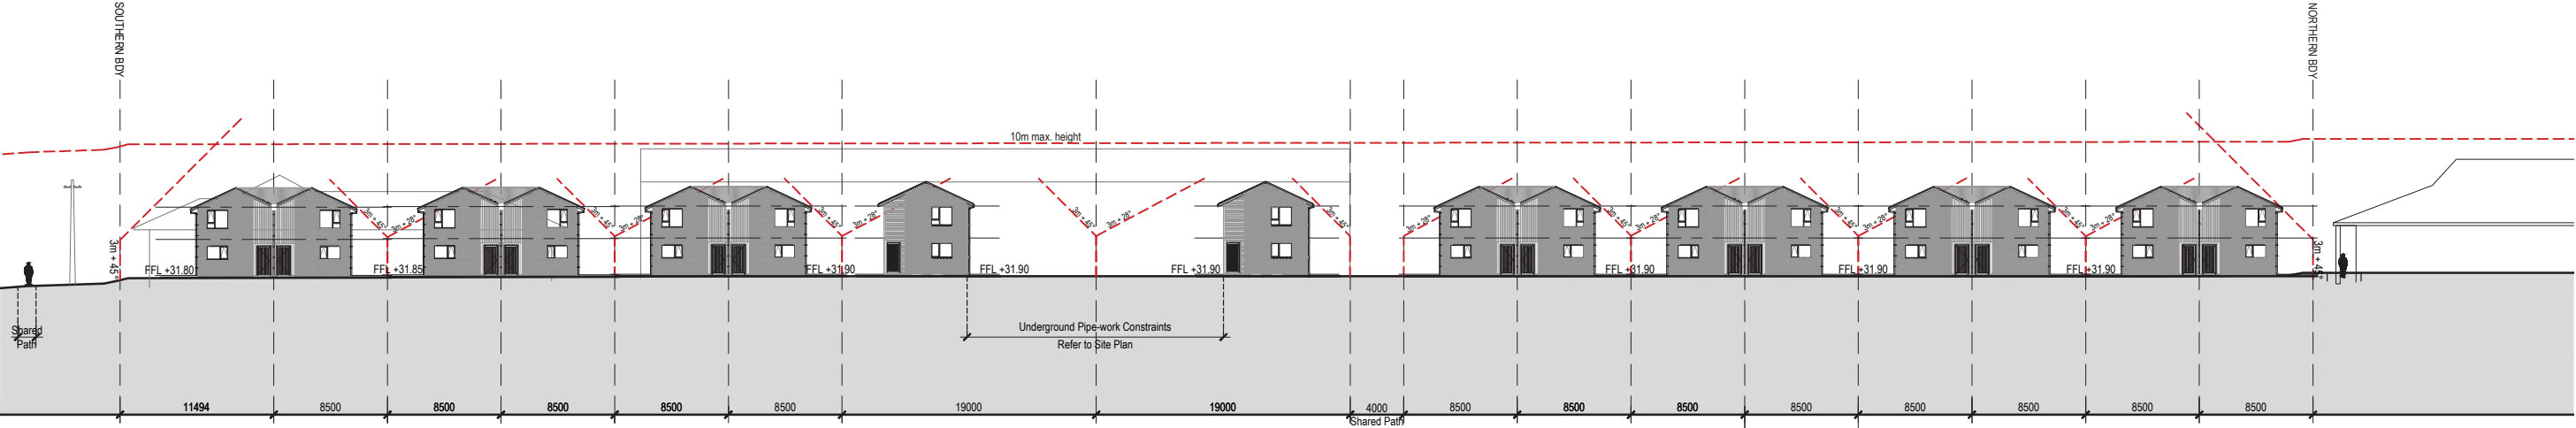 SOUTHERN BDY
NORTHERN BDY
10m max. height
3m + 45°
3m + 45°
3m + 28°
3m + 45°
3m + 28°
3m + 45°
3m + 28°
3m + 45°
3m + 28°
3m + 45°
3m + 28°
3m + 45°
3m + 28°
3m + 45°
3m + 28°
3m + 45°
3m + 28°
3m + 45°
FFL +31.80
FFL +31.85
FFL +31.90
FFL +31.90
FFL +31.90
FFL +31.90
FFL +31.90
FFL +31.90
Shared
Path
Underground Pipe-work Constraints
Refer to Site Plan
11494 8500 8500 8500 8500 8500 19000 19000 4000 8500 8500 8500 8500 8500 8500 8500 8500
Shared Path